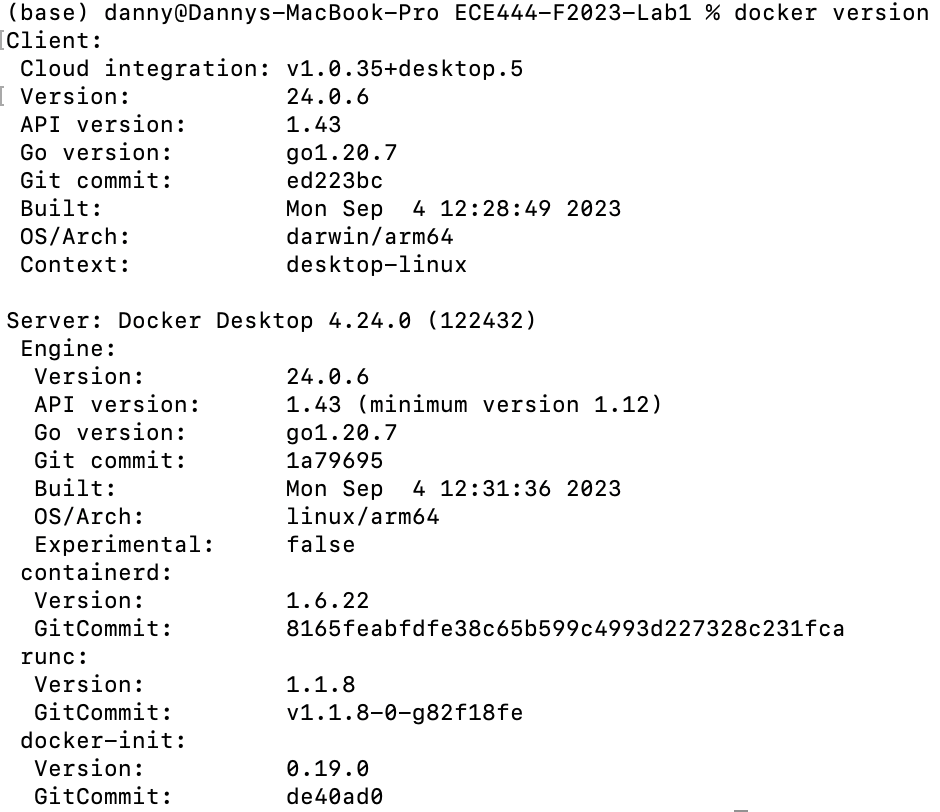 (base) danny@Dannys-MacBook-Pro ECE444-F2023-Lab1 % docker version
Client:
 Cloud integration: v1.0.35+desktop.5
 Version:           24.0.6
 API version:       1.43
 Go version:        go1.20.7
 Git commit:        ed223bc
 Built:             Mon Sep  4 12:28:49 2023
 OS/Arch:           darwin/arm64
 Context:           desktop-linux

Server: Docker Desktop 4.24.0 (122432)
 Engine:
  Version:          24.0.6
  API version:      1.43 (minimum version 1.12)
  Go version:       go1.20.7
  Git commit:       1a79695
  Built:            Mon Sep  4 12:31:36 2023
  OS/Arch:          linux/arm64
  Experimental:     false
 containerd:
  Version:          1.6.22
  GitCommit:        8165feabfdfe38c65b599c4993d227328c231fca
 runc:
  Version:          1.1.8
  GitCommit:        v1.1.8-0-g82f18fe
 docker-init:
  Version:          0.19.0
  GitCommit:        de40ad0